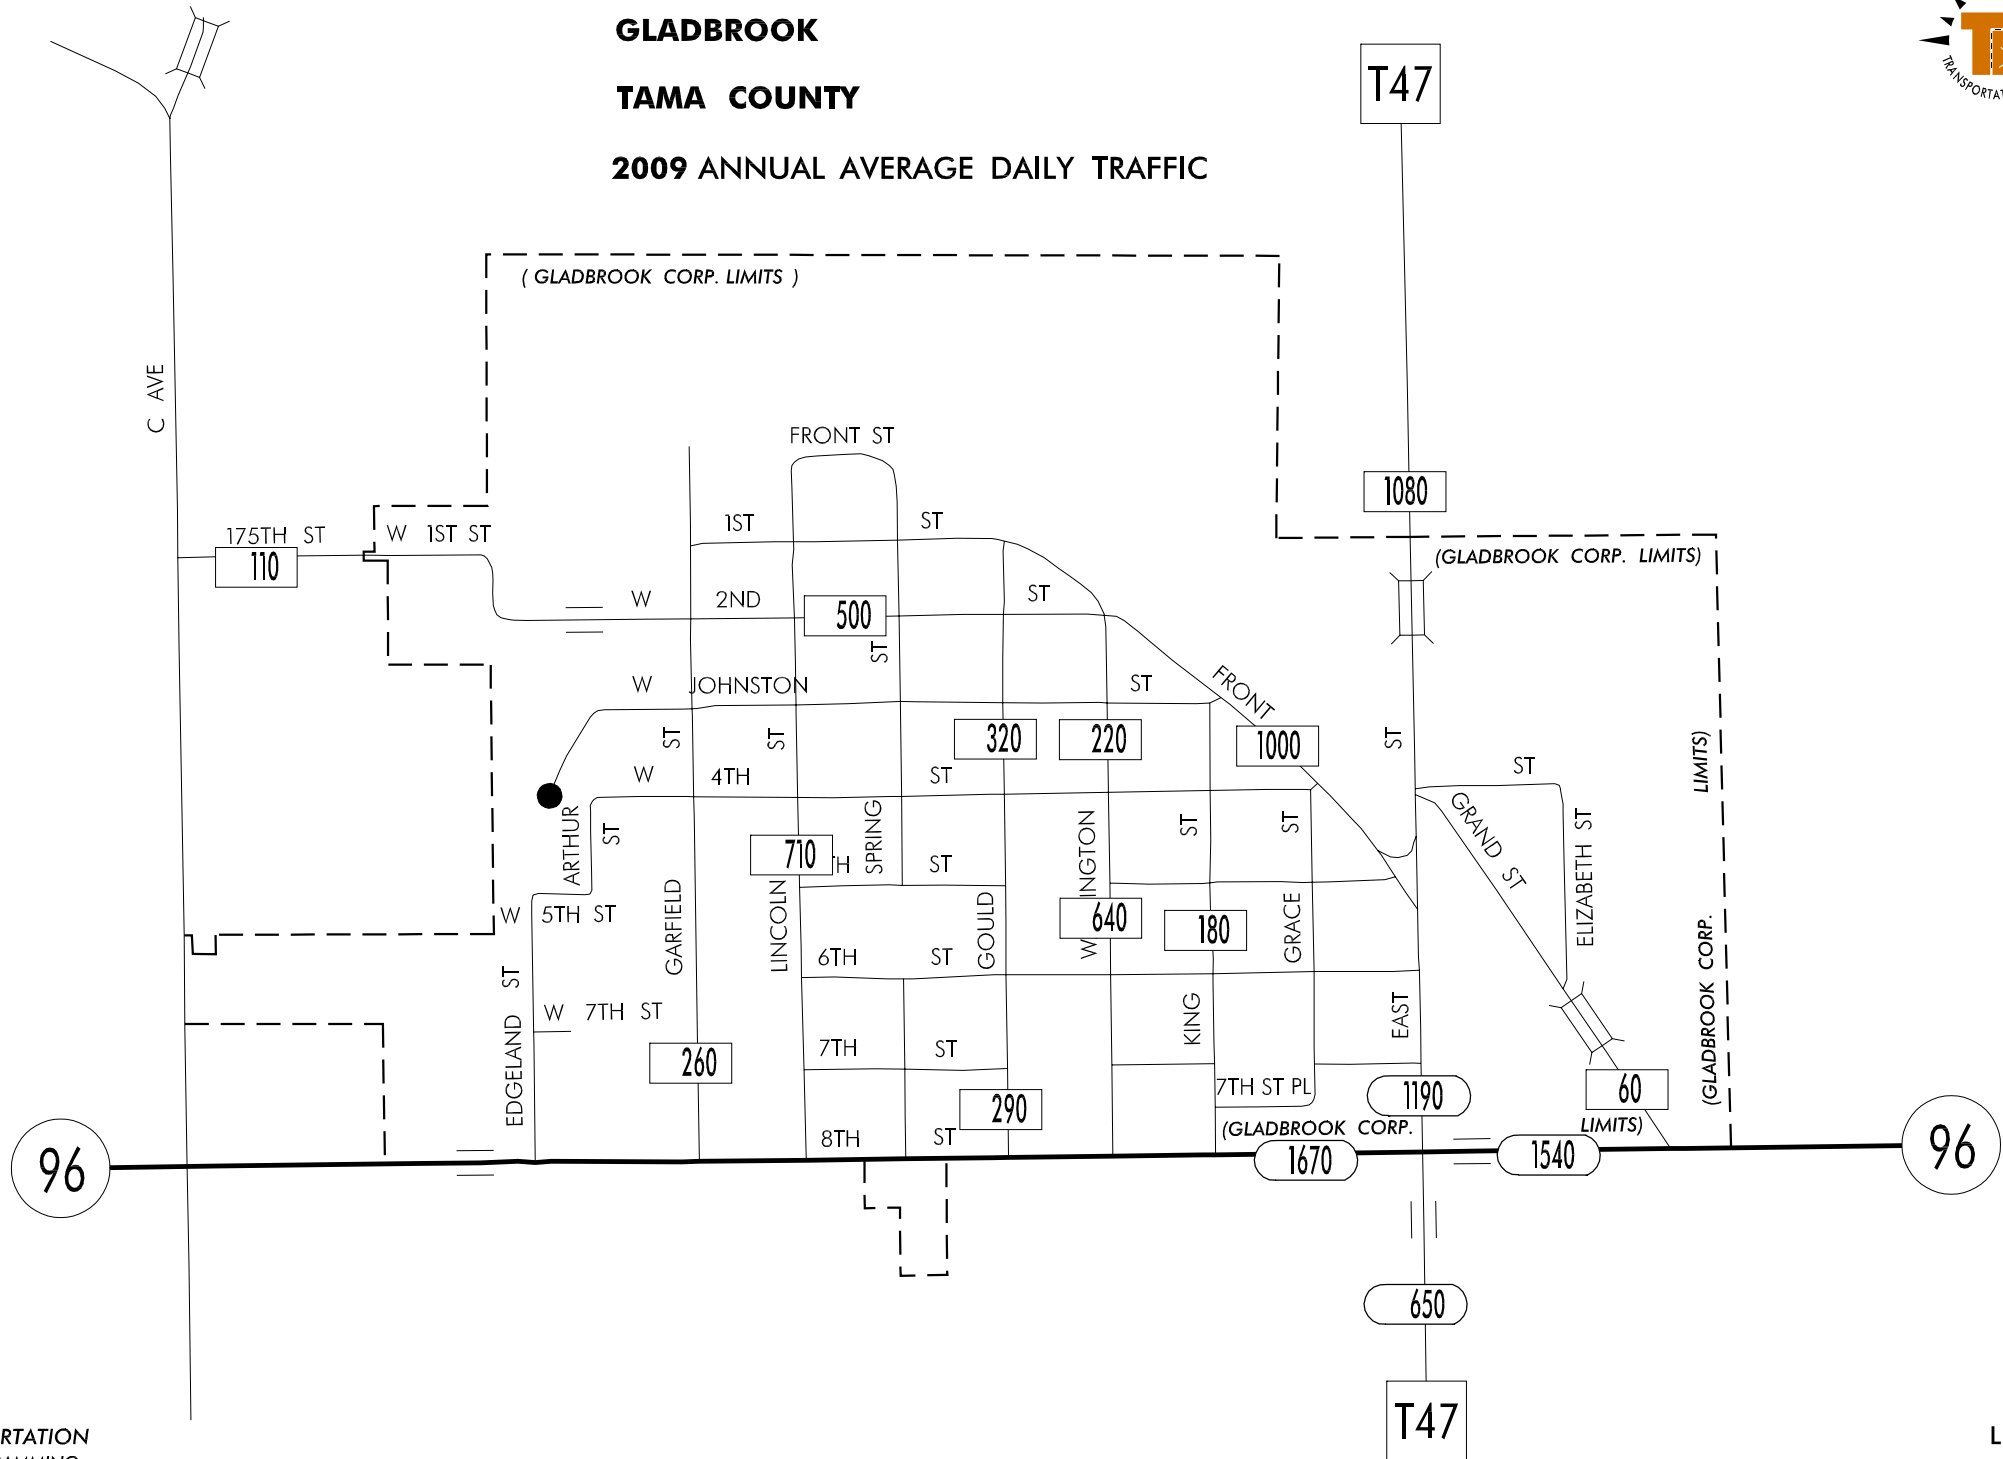 GLADBROOK
TAMA COUNTY
2009 ANNUAL AVERAGE DAILY TRAFFIC
T47
( GLADBROOK CORP. LIMITS )
C AVE
FRONT ST
1080
1ST ST
175TH ST
W 1ST ST
110
(GLADBROOK CORP. LIMITS)
W 2ND ST
500
ST
W JOHNSTON ST
FRONT
320
220
1000
ST
ST
ST
W 4TH ST
ST
GRAND ST
ELIZABETH ST
LIMITS)
(GLADBROOK CORP.
ARTHUR ST
710
H ST
SPRING
INGTON
W
ST
ST
GARFIELD
LINCOLN
GOULD
640
180
GRACE
W 5TH ST
6TH ST
EDGELAND ST
W 7TH ST
KING
EAST
260
7TH ST
7TH ST PL
1190
60
290
8TH ST
(GLADBROOK CORP. LIMITS)
96
1670
1540
96
650
T47
RTATION
L